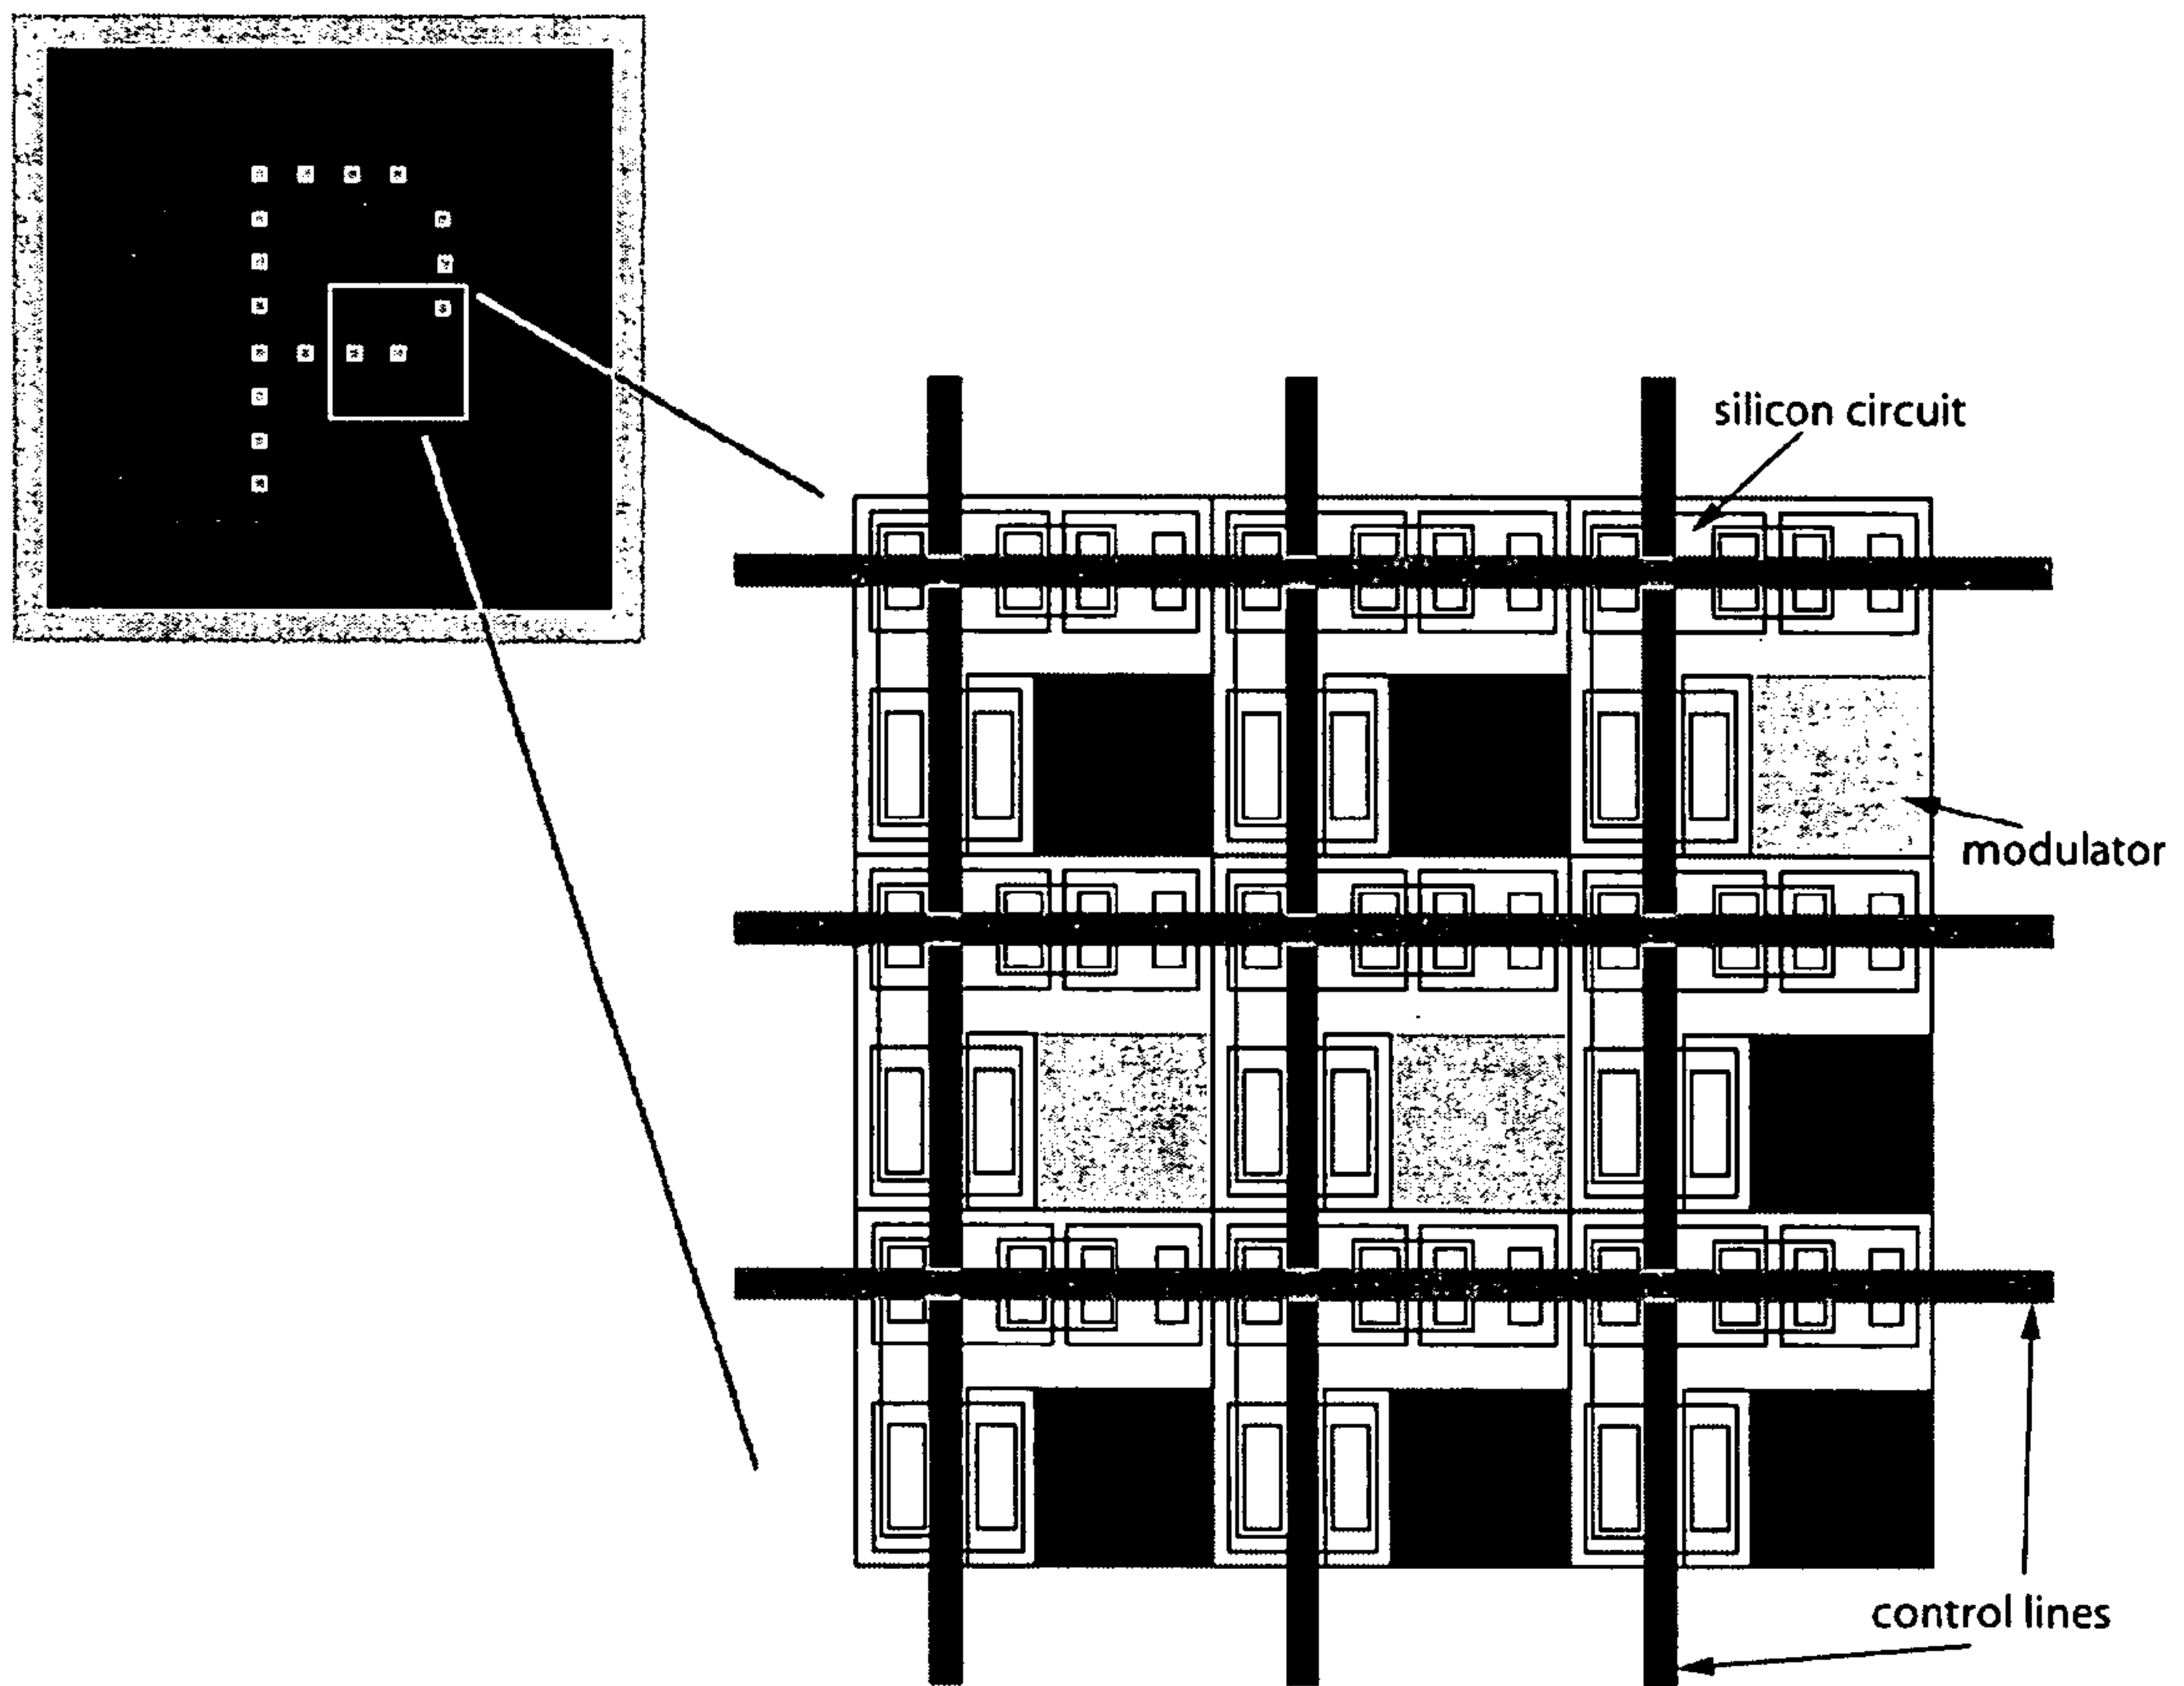 silicon circuit
modulator
control lines